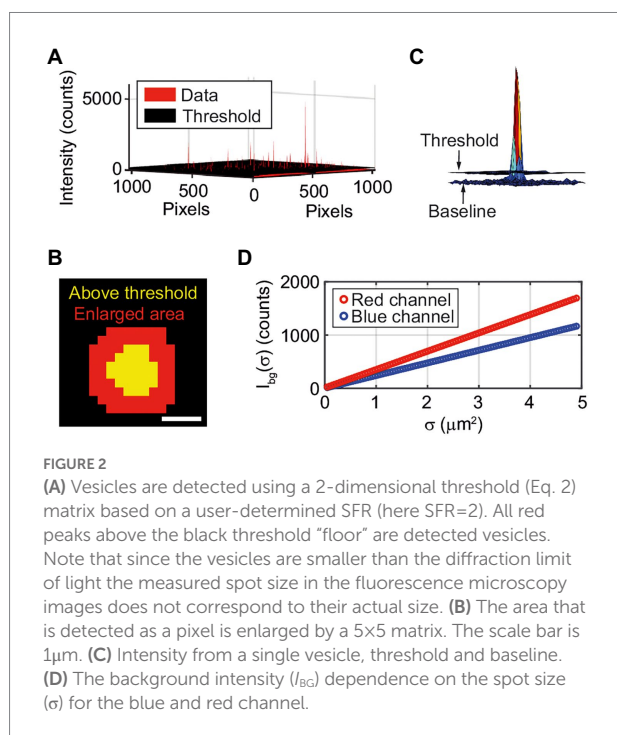 A
Intensity (counts)
5000
0
Data
Threshold
1000
500
0
500
1000
Pixels
Pixels
C
Threshold
Baseline
B
Above threshold
Enlarged area
D
I_bg(σ) (counts)
2000
1000
0
Red channel
Blue channel
0
1
2
3
4
5
σ (μm²)
FIGURE 2
(A) Vesicles are detected using a 2-dimensional threshold (Eq. 2)
matrix based on a user-determined SFR (here SFR=2). All red
peaks above the black threshold “floor” are detected vesicles.
Note that since the vesicles are smaller than the diffraction limit
of light the measured spot size in the fluorescence microscopy
images does not correspond to their actual size. (B) The area that
is detected as a pixel is enlarged by a 5×5 matrix. The scale bar is
1μm. (C) Intensity from a single vesicle, threshold and baseline.
(D) The background intensity (I_BG) dependence on the spot size
(σ) for the blue and red channel.